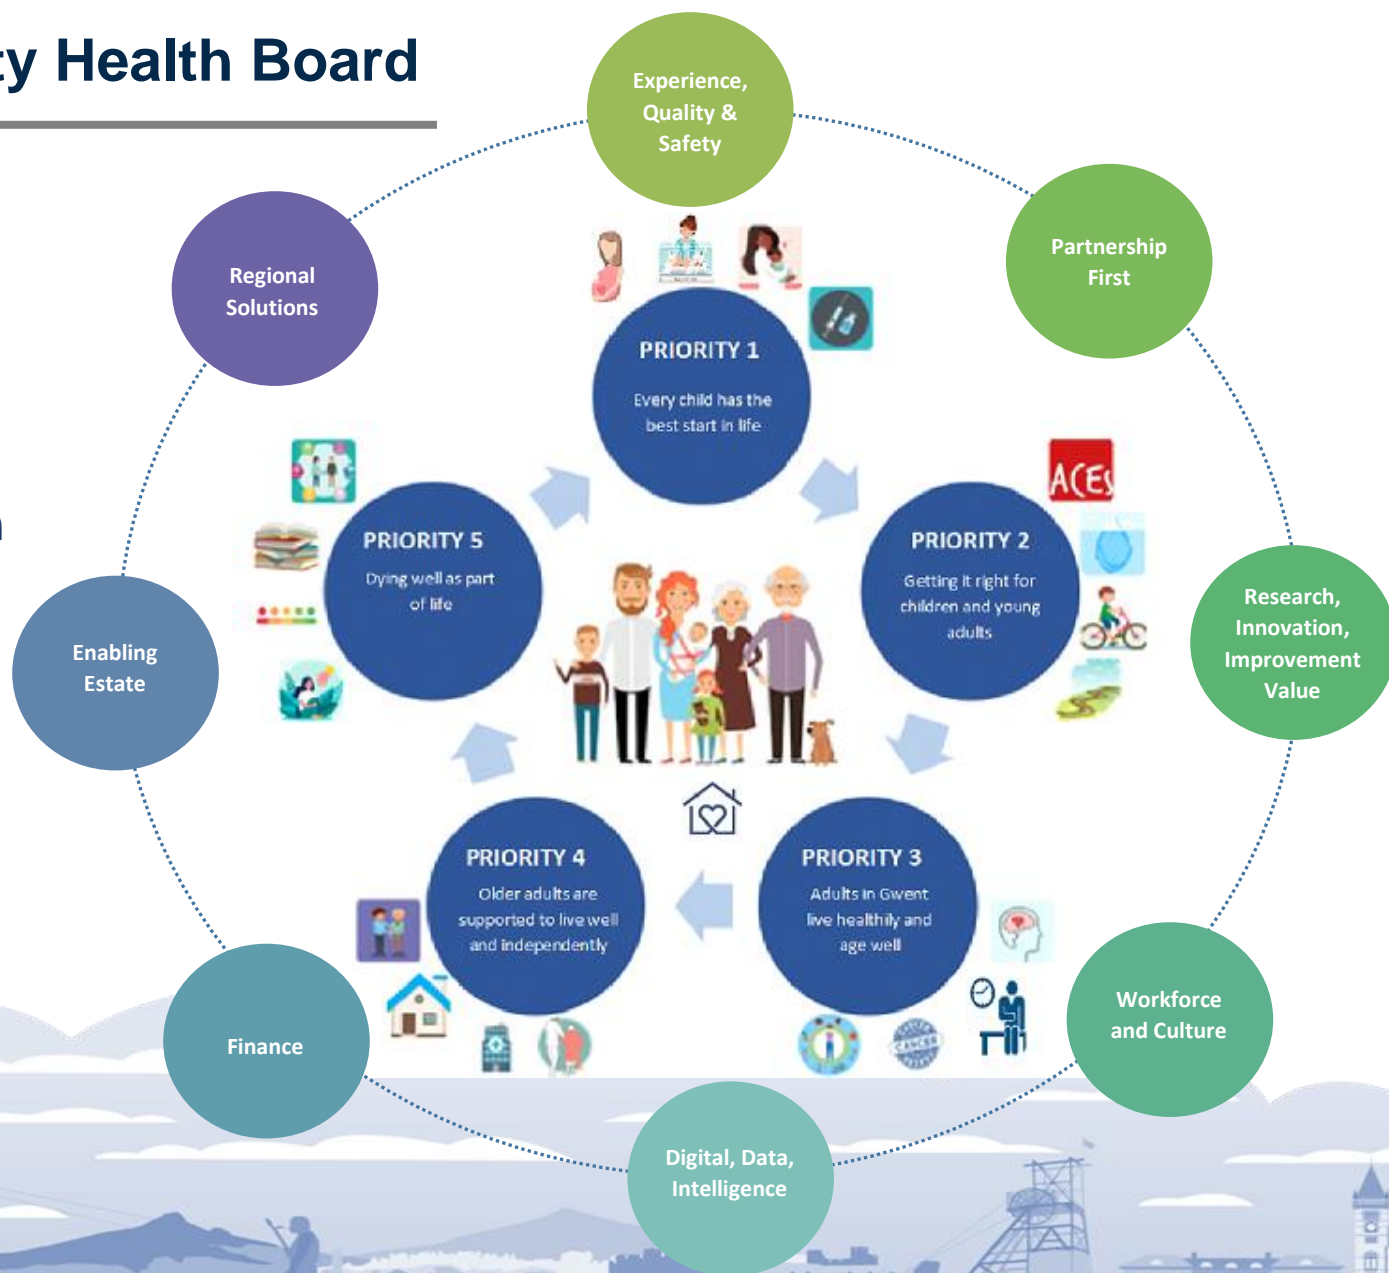 ty Health Board
Experience,
Quality &
Safety
Partnership
First
Regional
Solutions
PRIORITY 1
Every child has the
best start in life
ACEs
PRIORITY 5
Dying well as part
of life
PRIORITY 2
Getting it right for
children and young
adults
n
Enabling
Estate
Research,
Innovation,
Improvement
Value
PRIORITY 4
Older adults are
supported to live well
and independently
PRIORITY 3
Adults in Gwent
live healthily and
age well
CANCER
Finance
Workforce
and Culture
Digital, Data,
Intelligence